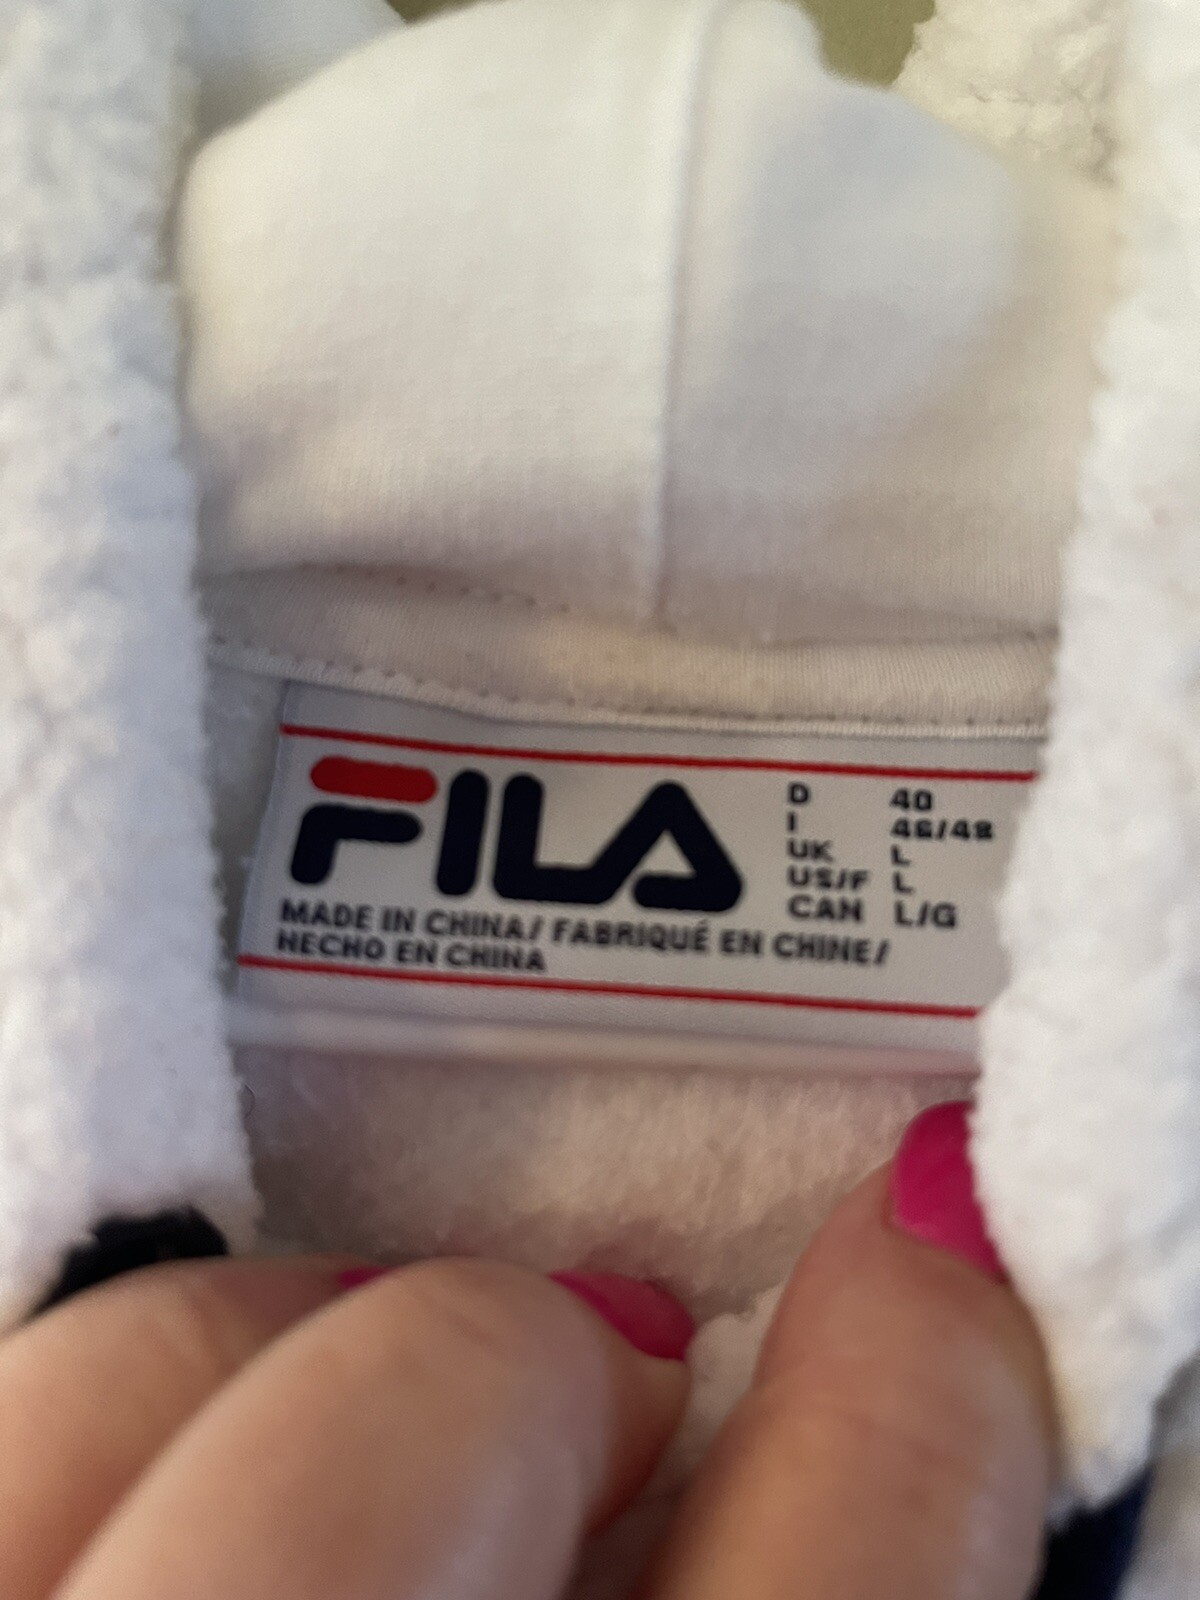 FILA
D 40
I 46/48
UK L
US/F L
CAN L/G
MADE IN CHINA/ FABRIQUÉ EN CHINE/
HECHO EN CHINA